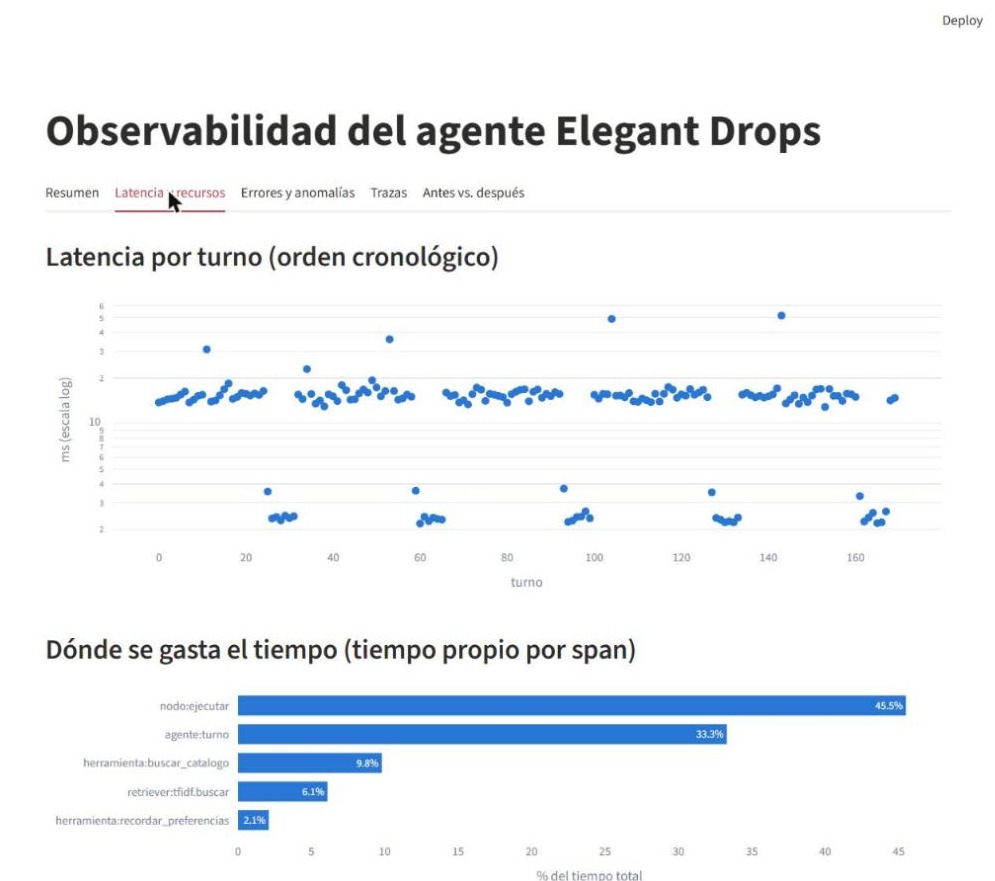 Deploy
Observabilidad del agente Elegant Drops
Resumen Latencia y recursos Errores y anomalías Trazas Antes vs. después
Latencia por turno (orden cronológico)
6
5
4
3
2
10
9
8
7
6
5
4
3
2
ms (escala log)
0 20 40 60 80 100 120 140 160
turno
Dónde se gasta el tiempo (tiempo propio por span)
nodo:ejecutar 45.5%
agente:turno 33.3%
herramienta:buscar_catalogo 9.8%
retriever:tfidf.buscar 6.1%
herramienta:recordar_preferencias 2.1%
0 5 10 15 20 25 30 35 40 45
% del tiempo total